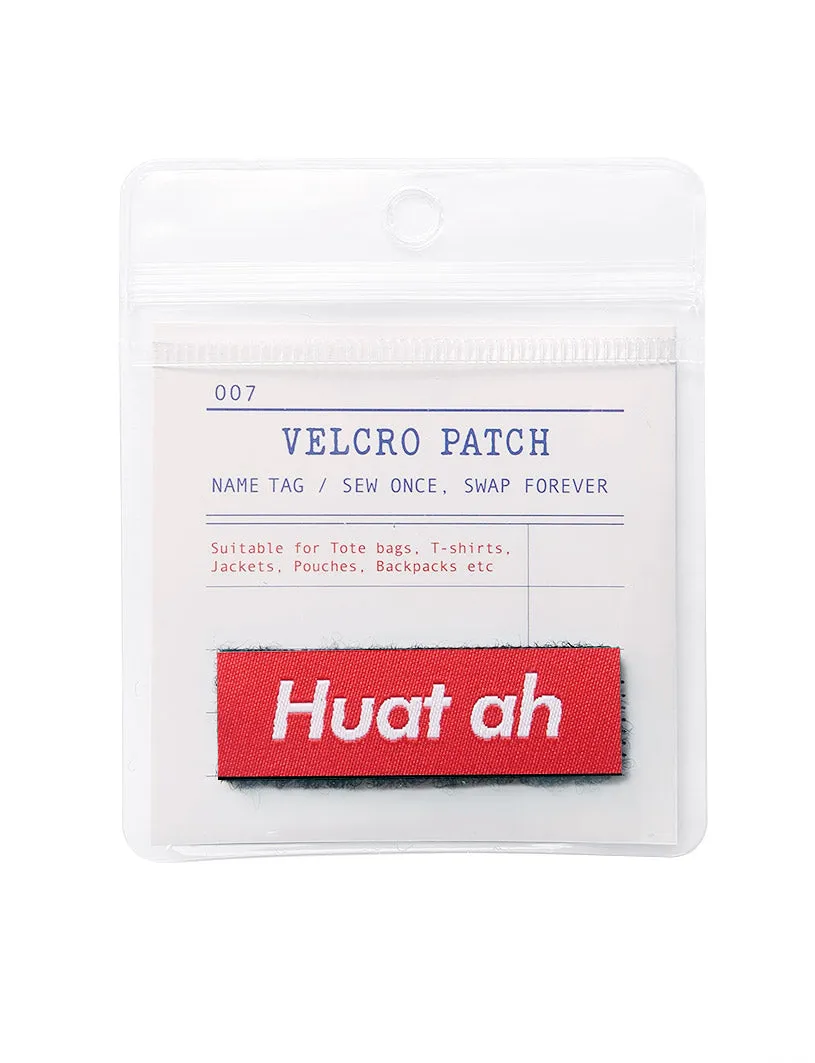 007
VELCRO PATCH
NAME TAG / SEW ONCE, SWAP FOREVER
Suitable for Tote bags, T-shirts,
Jackets, Pouches, Backpacks etc
Huat ah